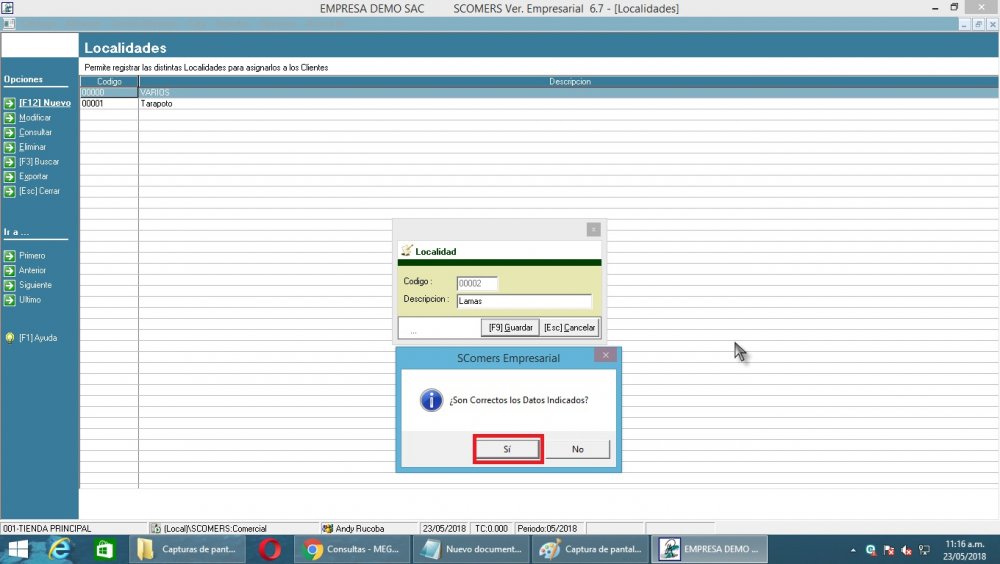 EMPRESA DEMO SAC SCOMERS Ver. Empresarial 6.7 - [Localidades]
Localidades
Permite registrar las distintas Localidades para asignarlos a los Clientes
Opciones
[F12] Nuevo
Modificar
Consultar
Eliminar
[F3] Buscar
Exportar
[Esc] Cerrar
Ir a ...
Primero
Anterior
Siguiente
Ultimo
[F1] Ayuda
Codigo Descripcion
00000 VARIOS
00001 Tarapoto
Localidad
Codigo : 00002
Descripcion : Lamas
... [F9] Guardar [Esc] Cancelar
SComers Empresarial
¿Son Correctos los Datos Indicados?
Sí No
001-TIENDA PRINCIPAL (Local)\SCOMERS:Comercial Andy Rucoba 23/05/2018 TC:0.000 Periodo:05/2018
Capturas de pant... Consultas - MEG... Nuevo document... Captura de pantal... EMPRESA DEMO ...
11:16 a.m.
23/05/2018